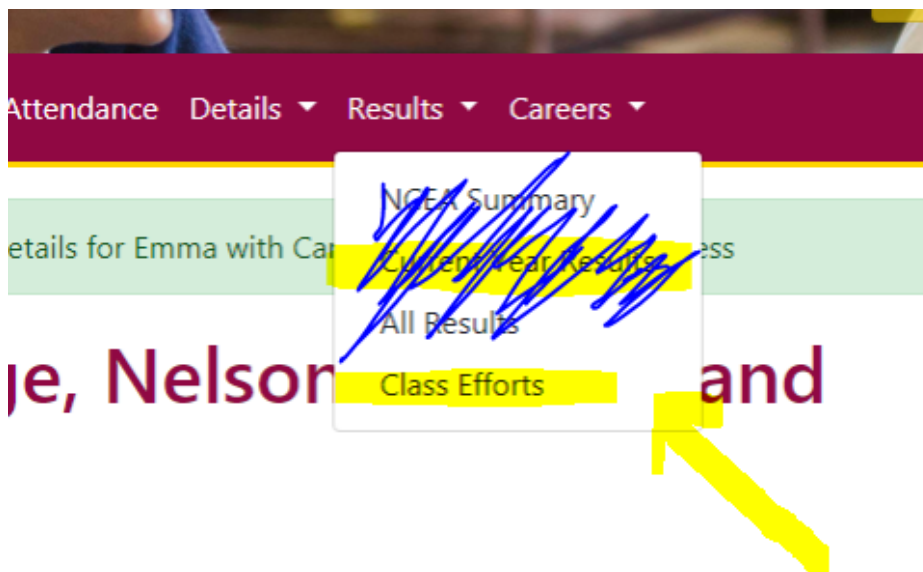 Attendance Details Results Careers
NCEA Summary
etails for Emma with Ca ess
Current Year Results
All Results
ge, Nelson and
Class Efforts